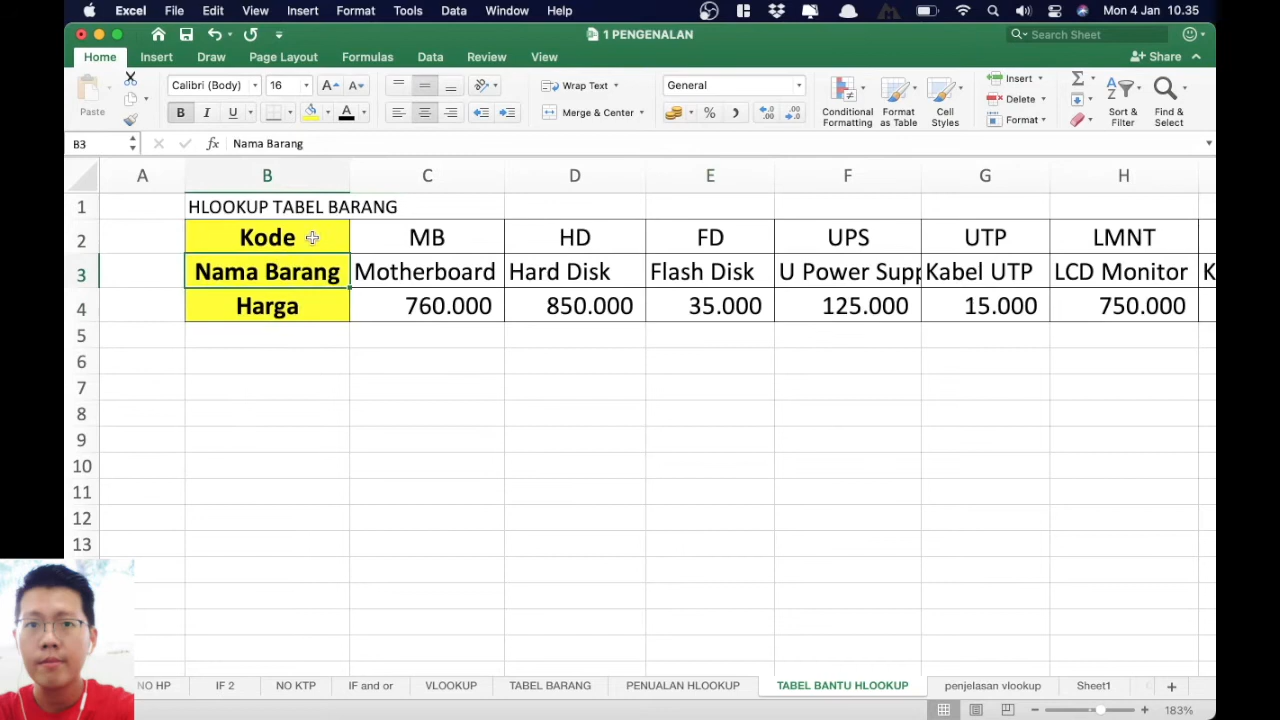 Excel File Edit View Insert Format Tools Data Window Help Mon 4 Jan 10.35
1 PENGENALAN
Search Sheet
Home Insert Draw Page Layout Formulas Data Review View Share
Paste
Calibri (Body) 16 A A
Wrap Text
General
Insert
B I U A
Merge & Center
%
Conditional Formatting
Format as Table
Cell Styles
Delete
Format
Sort & Filter
Find & Select
B3 fx Nama Barang
A B C D E F G H
1 HLOOKUP TABEL BARANG
2 Kode MB HD FD UPS UTP LMNT
3 Nama Barang Motherboard Hard Disk Flash Disk U Power Supp Kabel UTP LCD Monitor K
4 Harga 760.000 850.000 35.000 125.000 15.000 750.000
5
6
7
8
9
10
11
12
13
NO HP IF 2 NO KTP IF and or VLOOKUP TABEL BARANG PENUALAN HLOOKUP TABEL BANTU HLOOKUP penjelasan vlookup Sheet1
183%